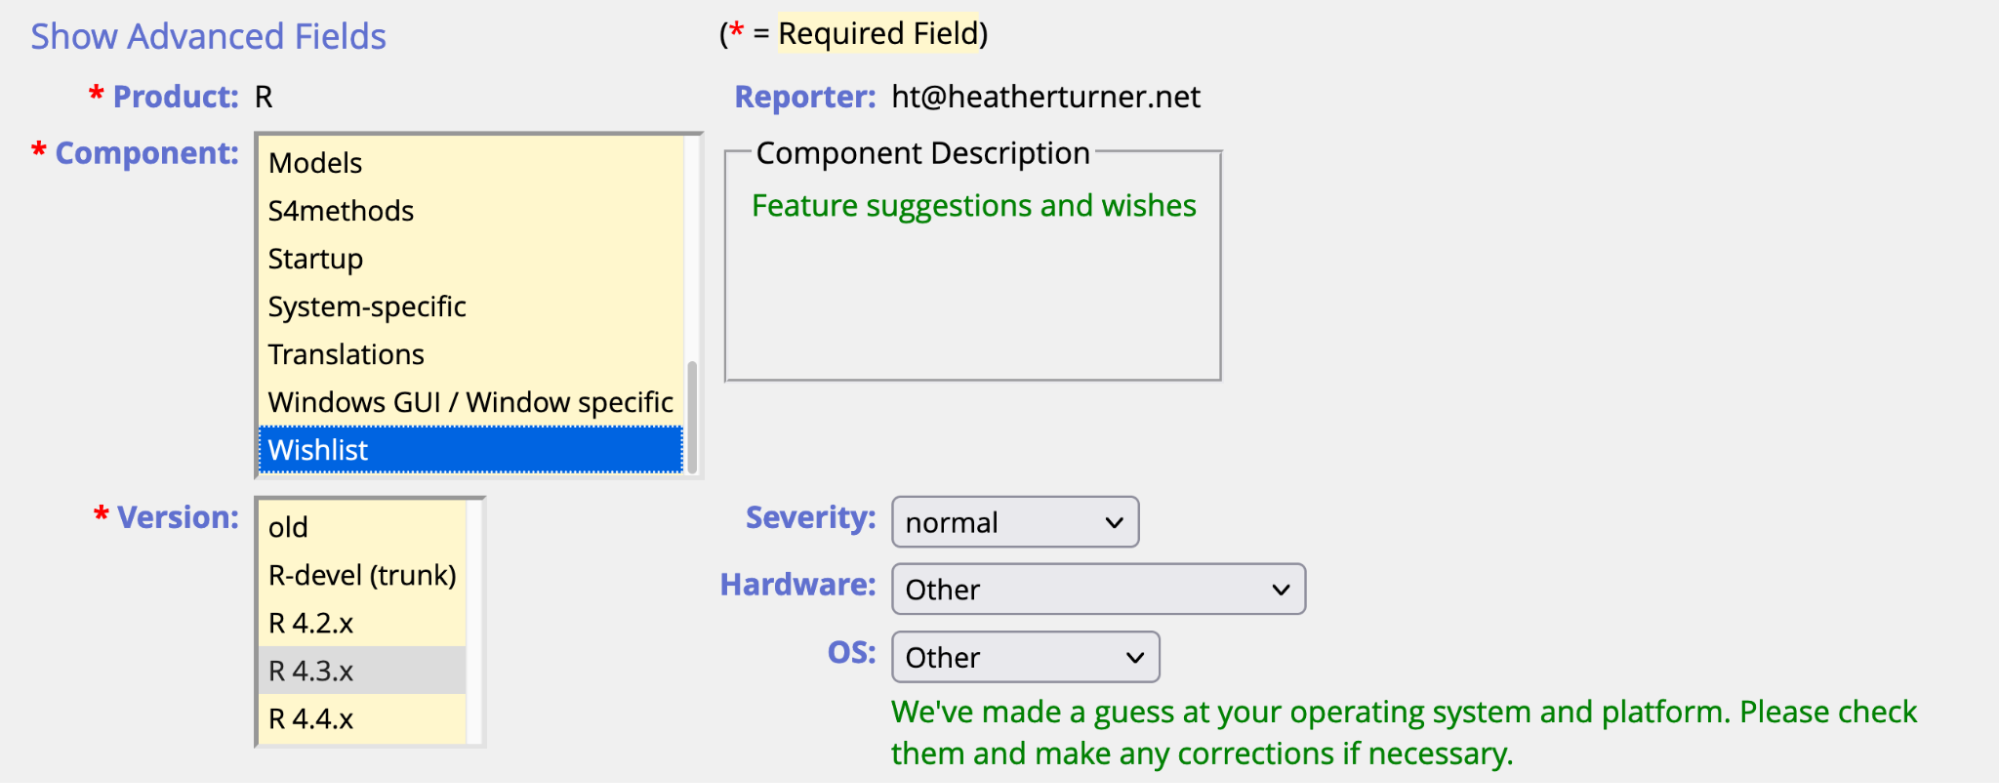 Show Advanced Fields
(* = Required Field)
* Product: R
Reporter: ht@heatherturner.net
* Component:
Models
S4methods
Startup
System-specific
Translations
Windows GUI / Window specific
Wishlist
Component Description
Feature suggestions and wishes
* Version:
old
R-devel (trunk)
R 4.2.x
R 4.3.x
R 4.4.x
Severity: normal
Hardware: Other
OS: Other
We've made a guess at your operating system and platform. Please check
them and make any corrections if necessary.